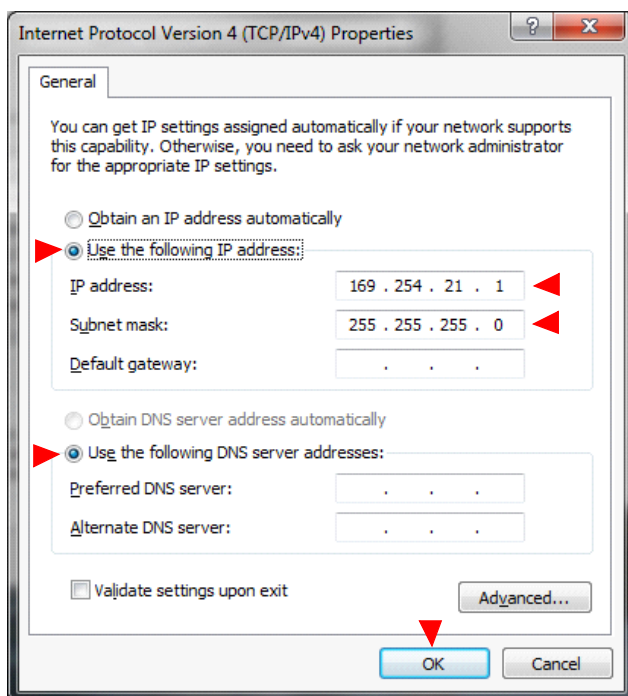 Internet Protocol Version 4 (TCP/IPv4) Properties
General
You can get IP settings assigned automatically if your network supports
this capability. Otherwise, you need to ask your network administrator
for the appropriate IP settings.
Obtain an IP address automatically
Use the following IP address:
IP address: 169 . 254 . 21 . 1
Subnet mask: 255 . 255 . 255 . 0
Default gateway: . . .
Obtain DNS server address automatically
Use the following DNS server addresses:
Preferred DNS server: . . .
Alternate DNS server: . . .
Validate settings upon exit
Advanced...
OK Cancel